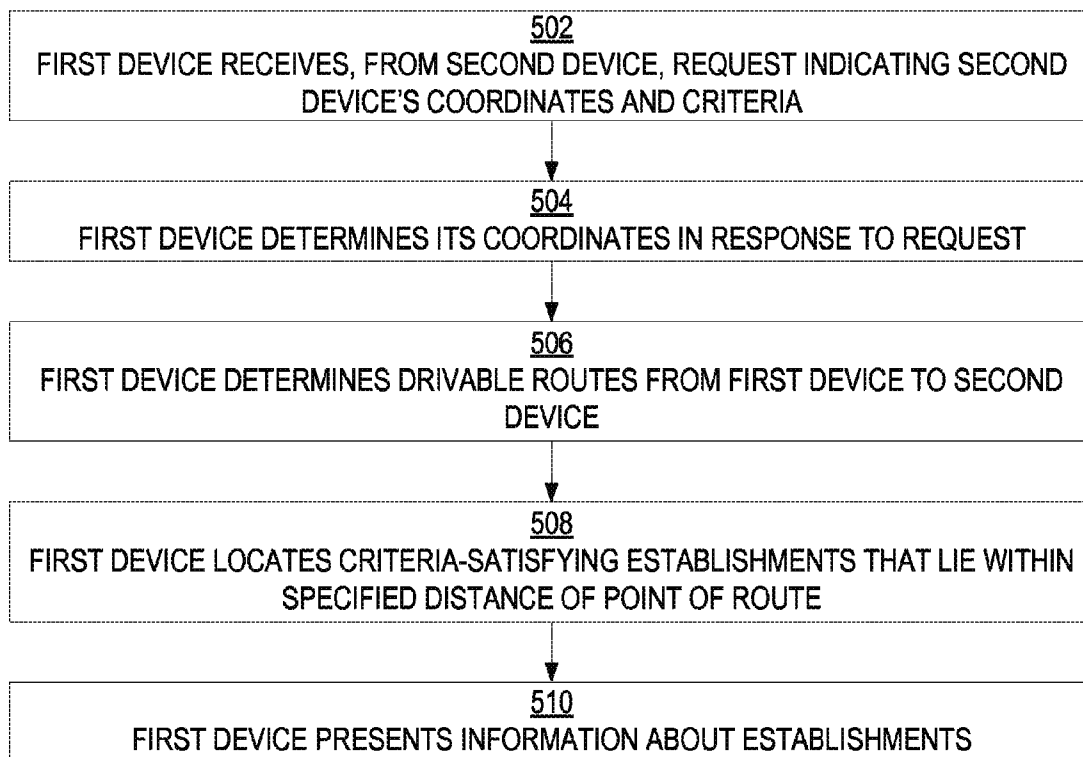 502
FIRST DEVICE RECEIVES, FROM SECOND DEVICE, REQUEST INDICATING SECOND
DEVICE'S COORDINATES AND CRITERIA
504
FIRST DEVICE DETERMINES ITS COORDINATES IN RESPONSE TO REQUEST
506
FIRST DEVICE DETERMINES DRIVABLE ROUTES FROM FIRST DEVICE TO SECOND
DEVICE
508
FIRST DEVICE LOCATES CRITERIA-SATISFYING ESTABLISHMENTS THAT LIE WITHIN
SPECIFIED DISTANCE OF POINT OF ROUTE
510
FIRST DEVICE PRESENTS INFORMATION ABOUT ESTABLISHMENTS